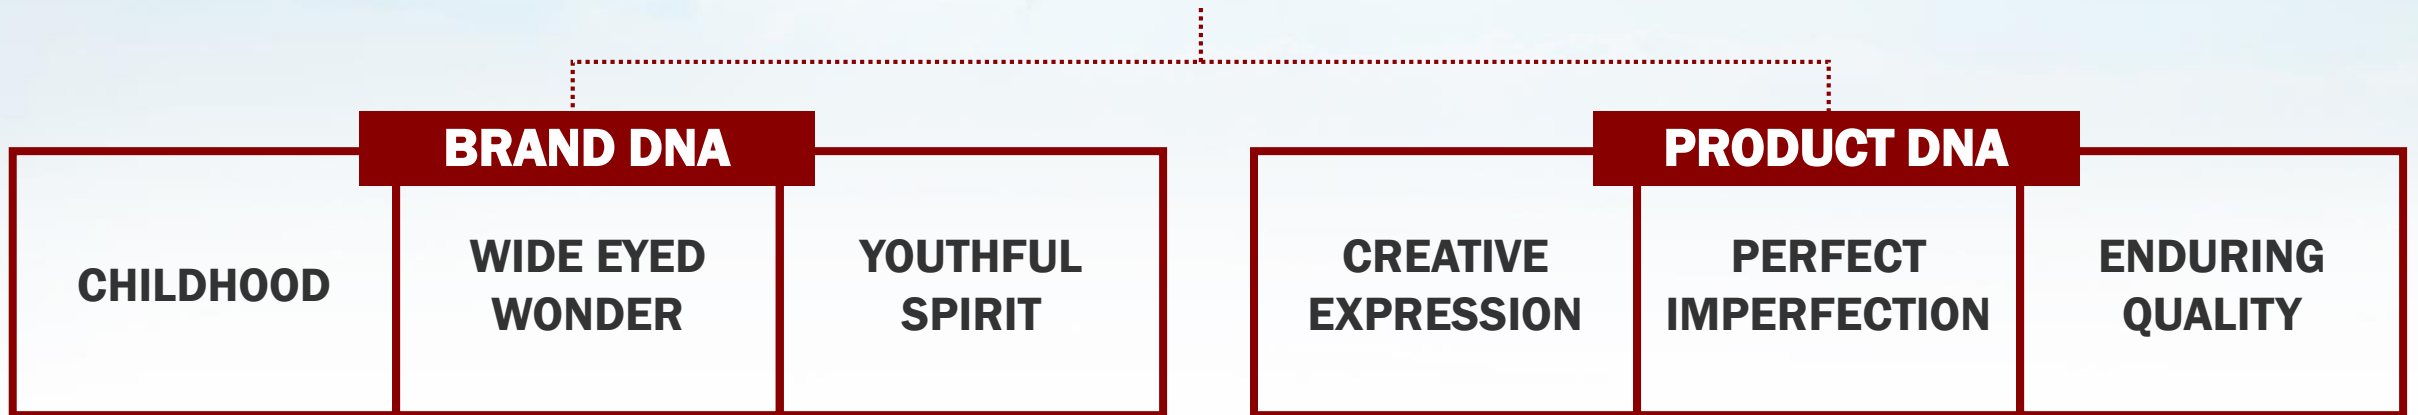 BRAND DNA
CHILDHOOD
WIDE EYED
WONDER
YOUTHFUL
SPIRIT
PRODUCT DNA
CREATIVE
EXPRESSION
PERFECT
IMPERFECTION
ENDURING
QUALITY